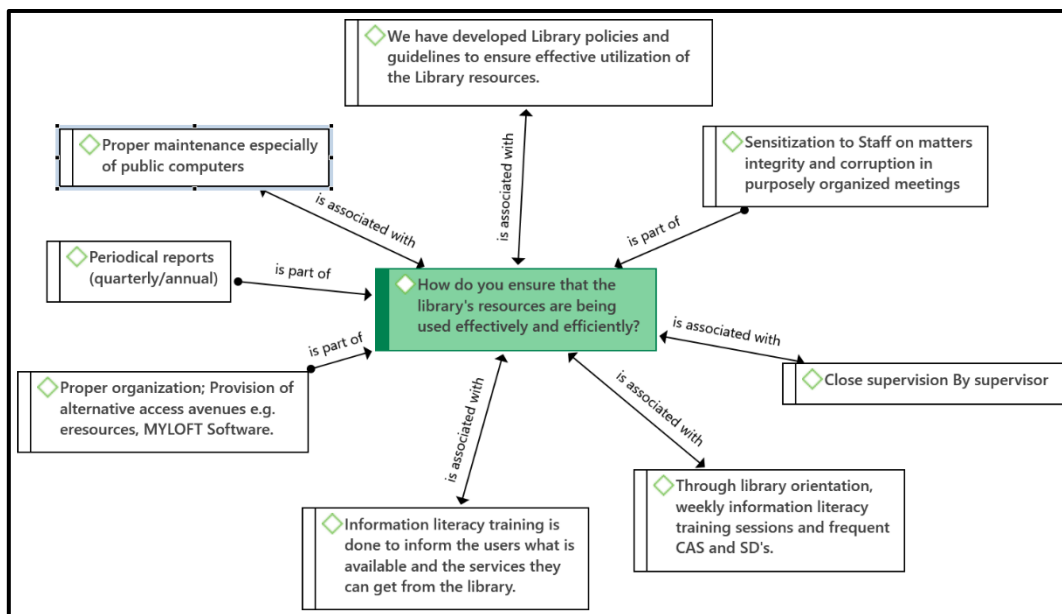 We have developed Library policies and
guidelines to ensure effective utilization of
the Library resources.
Proper maintenance especially
of public computers
Sensitization to Staff on matters
integrity and corruption in
purposely organized meetings
is associated with
is associated with
is part of
Periodical reports
(quarterly/annual)
is part of
How do you ensure that the
library's resources are being
used effectively and efficiently?
is associated with
is part of
Proper organization; Provision of
alternative access avenues e.g.
eresources, MYLOFT Software.
Close supervision By supervisor
is associated with
is associated with
Through library orientation,
weekly information literacy
training sessions and frequent
CAS and SD's.
Information literacy training is
done to inform the users what is
available and the services they
can get from the library.